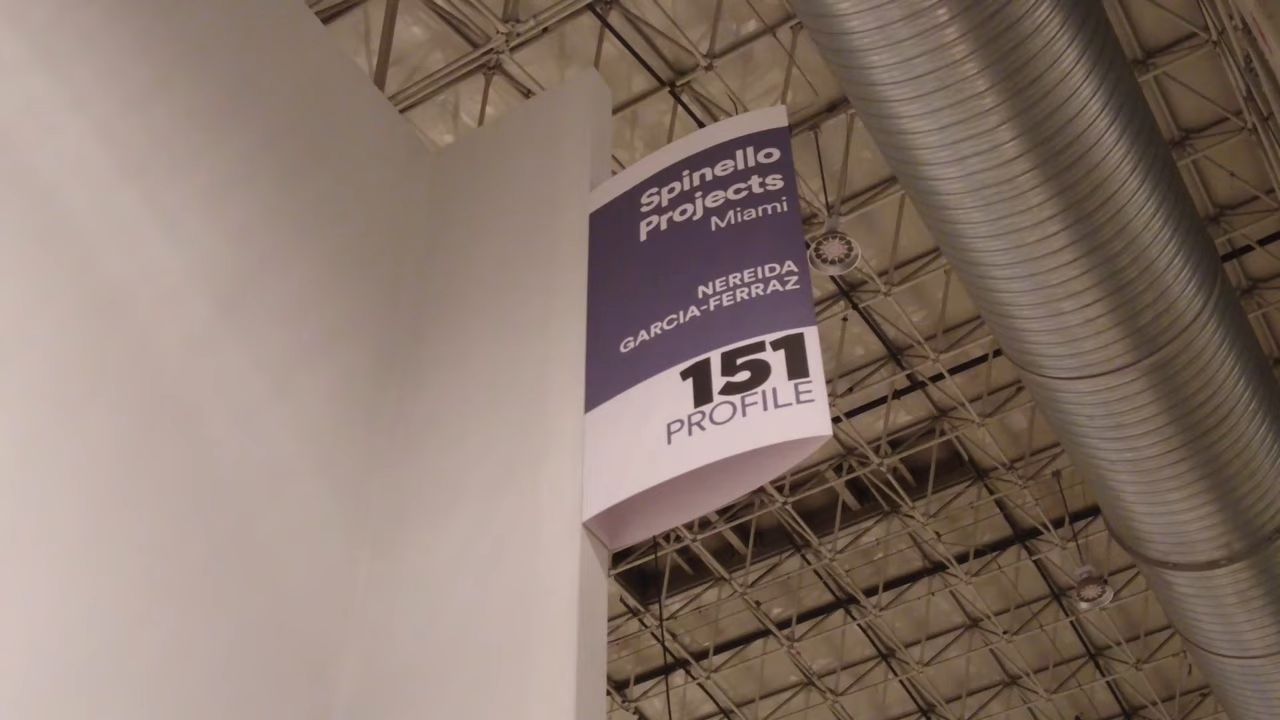 Spinello
Projects
Miami
NEREIDA
GARCIA-FERRAZ
151
PROFILE